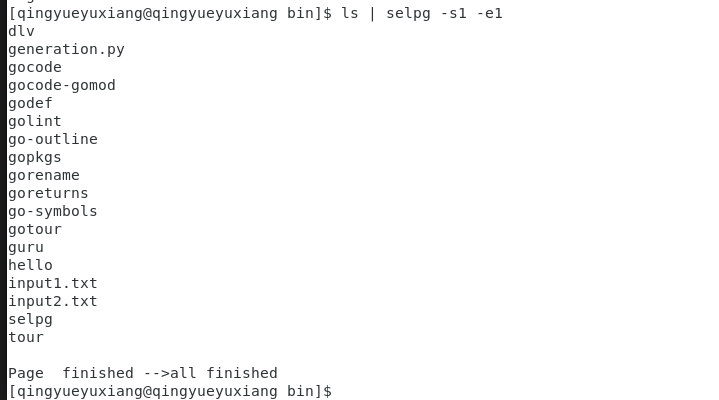 [qingyueyuxiang@qingyueyuxiang bin]$ ls | selpg -s1 -e1
dlv
generation.py
gocode
gocode-gomod
godef
golint
go-outline
gopkgs
gorename
goreturns
go-symbols
gotour
guru
hello
input1.txt
input2.txt
selpg
tour
Page  finished -->all finished
[qingyueyuxiang@qingyueyuxiang bin]$